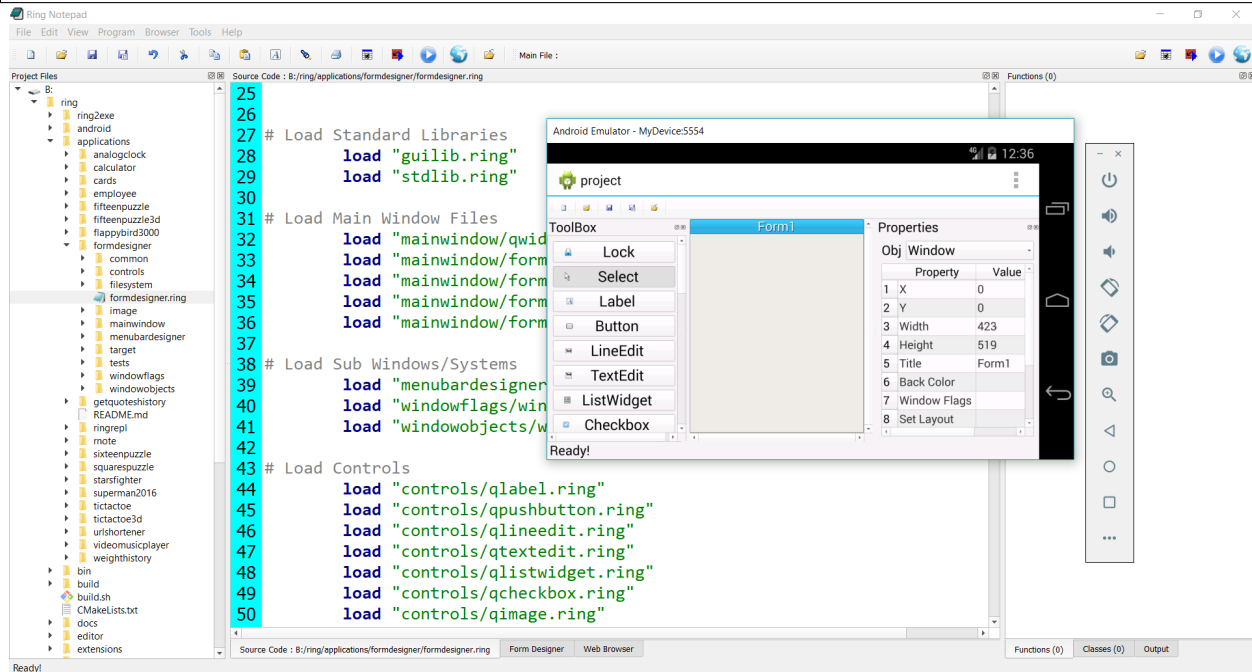 Ring Notepad
File Edit View Program Browser Tools Help
Main File :
Project Files
B:
ring
ring2exe
android
applications
analogclock
calculator
cards
employee
fifteenpuzzle
fifteenpuzzle3d
flappybird3000
formdesigner
common
controls
filesystem
formdesigner.ring
image
mainwindow
menubardesigner
target
tests
windowflags
windowobjects
getquoteshistory
README.md
ringrepl
rnote
sixteenpuzzle
squarespuzzle
starsfighter
superman2016
tictactoe
tictactoe3d
urlshortener
videomusicplayer
weighthistory
bin
build
build.sh
CMakeLists.txt
docs
editor
extensions
Source Code : B:/ring/applications/formdesigner/formdesigner.ring
25
26
27 # Load Standard Libraries
28 load "guilib.ring"
29 load "stdlib.ring"
30
31 # Load Main Window Files
32 load "mainwindow/qwid
33 load "mainwindow/form
34 load "mainwindow/form
35 load "mainwindow/form
36 load "mainwindow/form
37
38 # Load Sub Windows/Systems
39 load "menubardesigner
40 load "windowflags/win
41 load "windowobjects/w
42
43 # Load Controls
44 load "controls/qlabel.ring"
45 load "controls/qpushbutton.ring"
46 load "controls/qlineedit.ring"
47 load "controls/qtextedit.ring"
48 load "controls/qlistwidget.ring"
49 load "controls/qcheckbox.ring"
50 load "controls/qimage.ring"
Android Emulator - MyDevice:5554
4G 12:36
project
ToolBox
Lock
Select
Label
Button
LineEdit
TextEdit
ListWidget
Checkbox
Ready!
Form1
Properties
Obj Window
Property Value
1 X 0
2 Y 0
3 Width 423
4 Height 519
5 Title Form1
6 Back Color
7 Window Flags
8 Set Layout
Functions (0)
Source Code : B:/ring/applications/formdesigner/formdesigner.ring Form Designer Web Browser
Functions (0) Classes (0) Output
Ready!